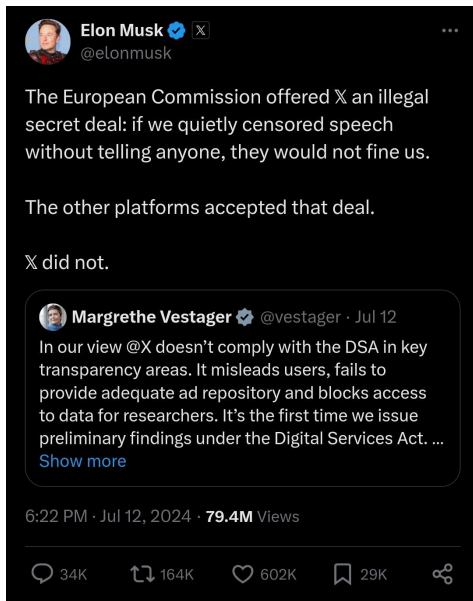 Elon Musk 𝕏
@elonmusk
The European Commission offered 𝕏 an illegal
secret deal: if we quietly censored speech
without telling anyone, they would not fine us.
The other platforms accepted that deal.
𝕏 did not.
Margrethe Vestager @vestager · Jul 12
In our view @X doesn’t comply with the DSA in key
transparency areas. It misleads users, fails to
provide adequate ad repository and blocks access
to data for researchers. It’s the first time we issue
preliminary findings under the Digital Services Act. ...
Show more
6:22 PM · Jul 12, 2024 · 79.4M Views
34K 164K 602K 29K